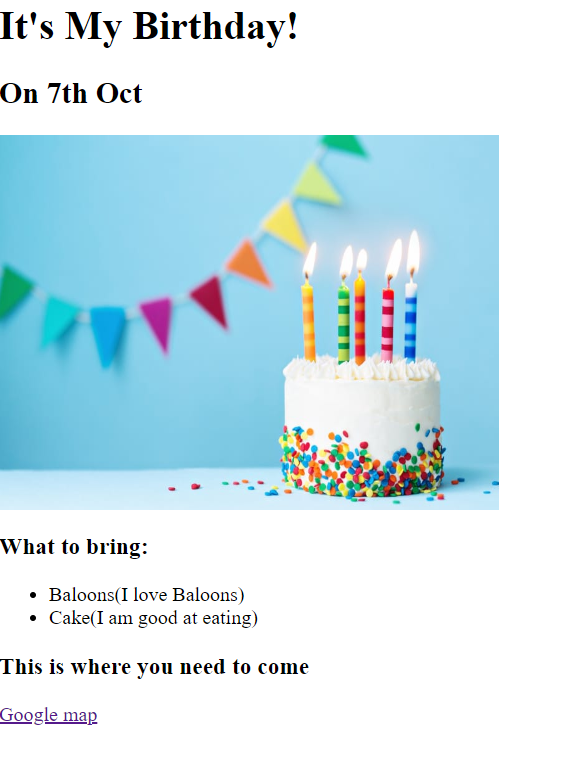 It's My Birthday!
On 7th Oct
What to bring:
Baloons(I love Baloons)
Cake(I am good at eating)
This is where you need to come
Google map